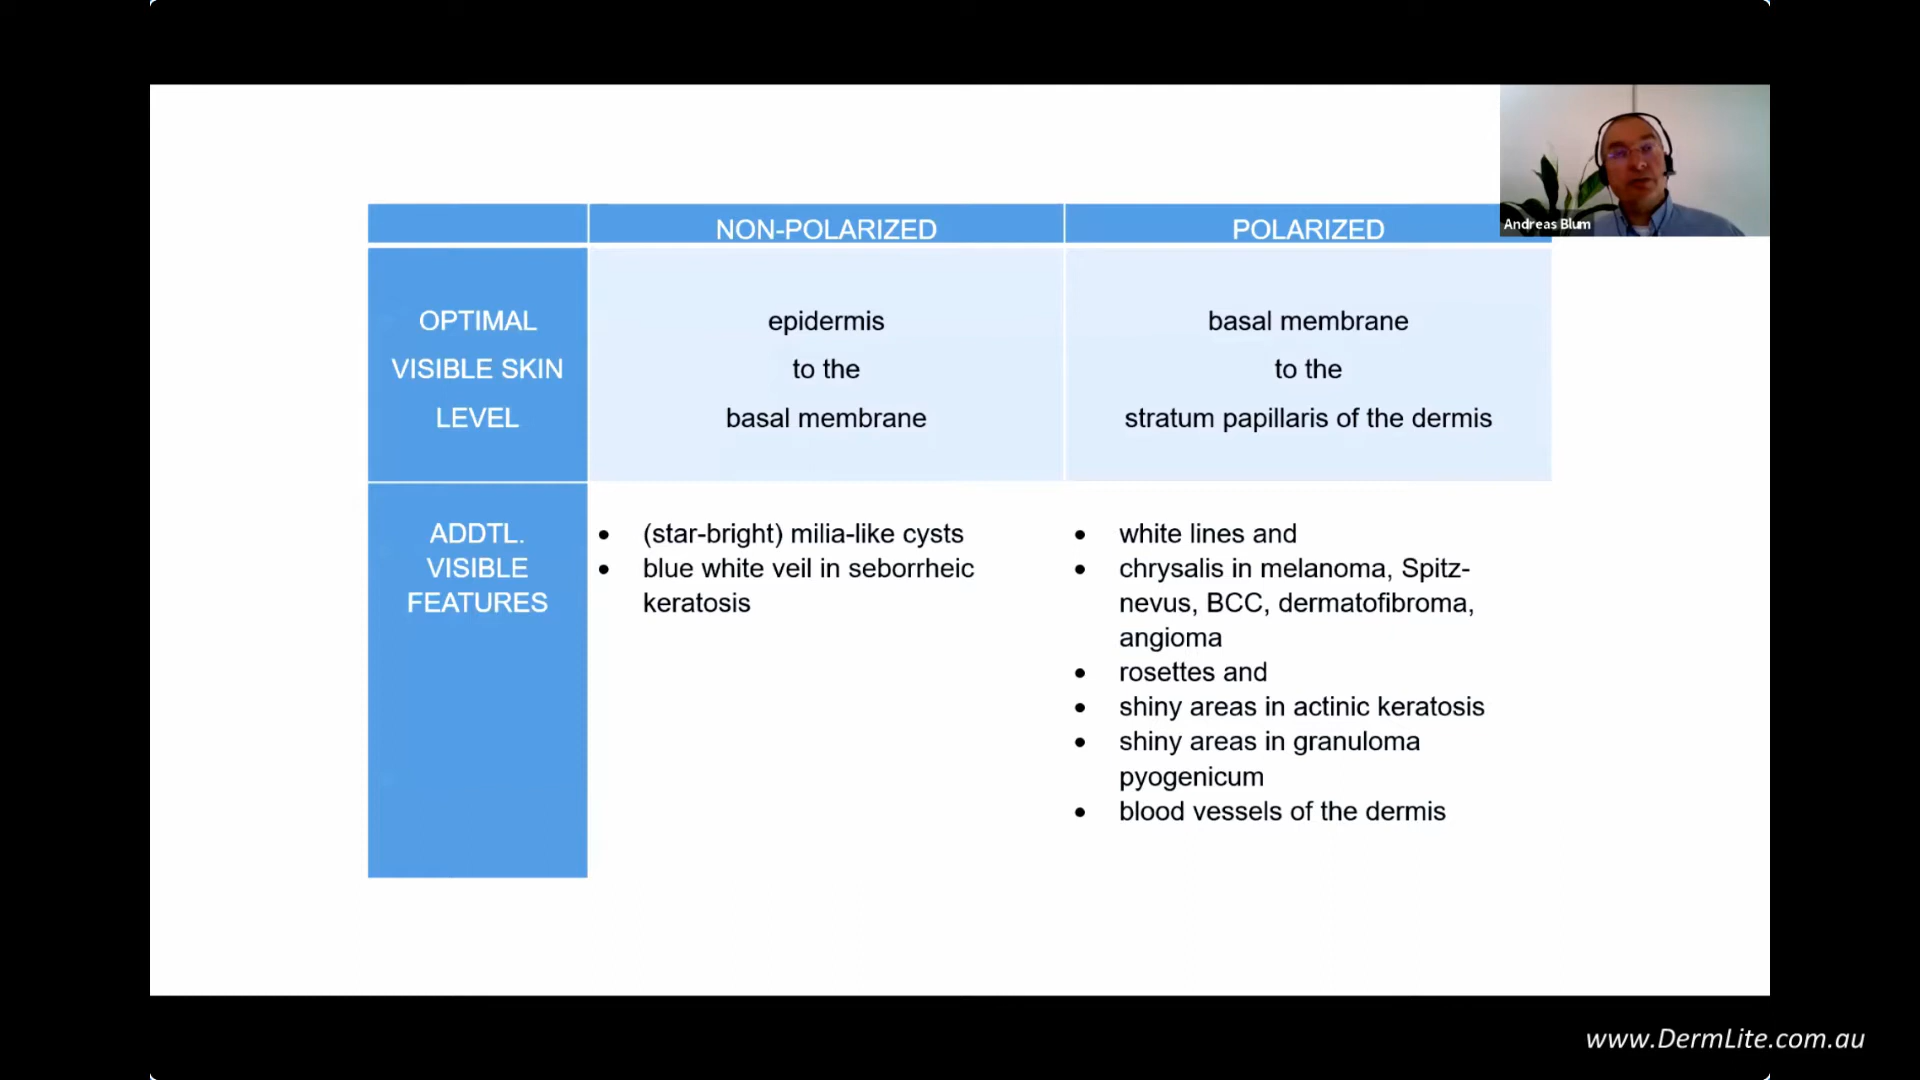 Andreas Blum
NON-POLARIZED
POLARIZED
OPTIMAL
VISIBLE SKIN
LEVEL
epidermis
to the
basal membrane
basal membrane
to the
stratum papillaris of the dermis
ADDTL.
VISIBLE
FEATURES
• (star-bright) milia-like cysts
• blue white veil in seborrheic
keratosis
• white lines and
• chrysalis in melanoma, Spitz-
nevus, BCC, dermatofibroma,
angioma
• rosettes and
• shiny areas in actinic keratosis
• shiny areas in granuloma
pyogenicum
• blood vessels of the dermis
www.DermLite.com.au